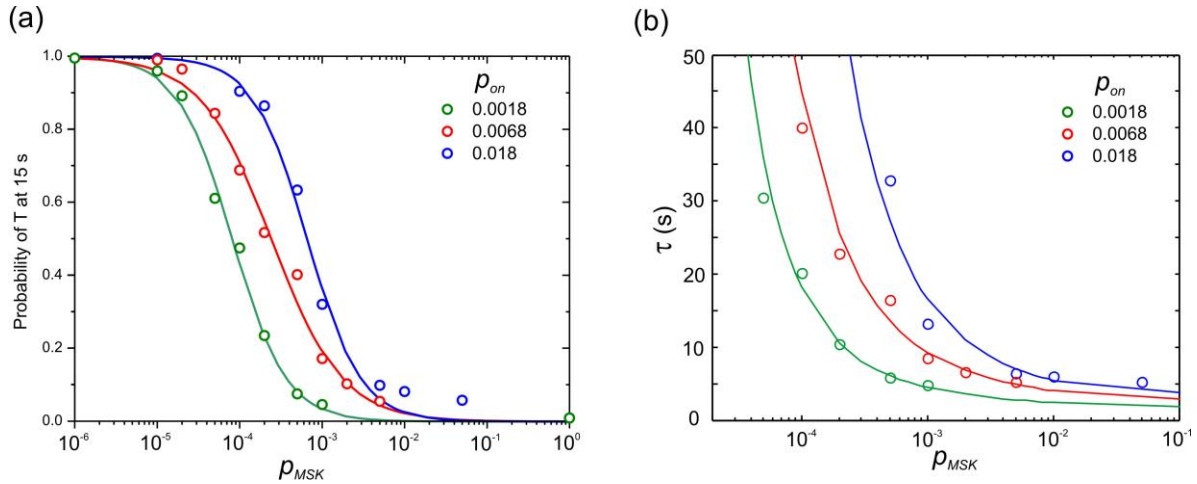 (a)
Probability of T at 15 s
1.0
0.8
0.6
0.4
0.2
0.0
10⁻⁶ 10⁻⁵ 10⁻⁴ 10⁻³ 10⁻² 10⁻¹ 10⁰
p_MSK
p_on
0.0018
0.0068
0.018
(b)
τ (s)
50
40
30
20
10
0
10⁻⁴ 10⁻³ 10⁻² 10⁻¹
p_MSK
p_on
0.0018
0.0068
0.018